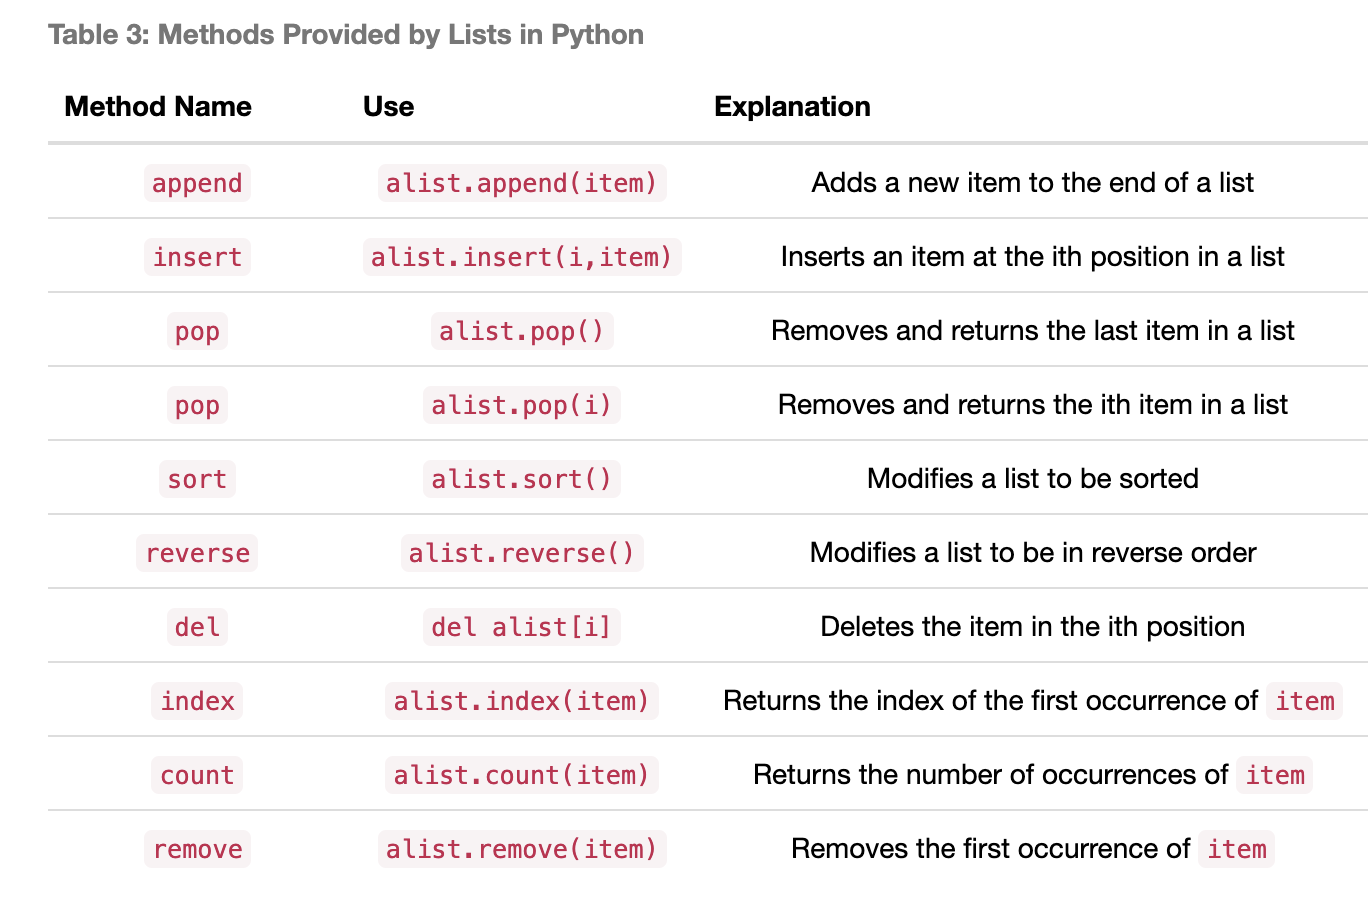 Table 3: Methods Provided by Lists in Python
Method Name Use Explanation
append alist.append(item) Adds a new item to the end of a list
insert alist.insert(i,item) Inserts an item at the ith position in a list
pop alist.pop() Removes and returns the last item in a list
pop alist.pop(i) Removes and returns the ith item in a list
sort alist.sort() Modifies a list to be sorted
reverse alist.reverse() Modifies a list to be in reverse order
del del alist[i] Deletes the item in the ith position
index alist.index(item) Returns the index of the first occurrence of item
count alist.count(item) Returns the number of occurrences of item
remove alist.remove(item) Removes the first occurrence of item